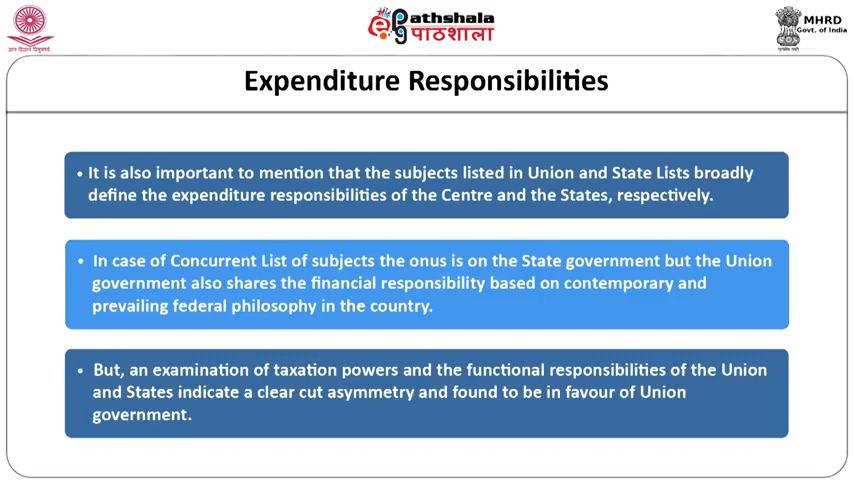 ePathshala
पाठशाला
MHRD
Govt. of India
Expenditure Responsibilities
• It is also important to mention that the subjects listed in Union and State Lists broadly
define the expenditure responsibilities of the Centre and the States, respectively.
• In case of Concurrent List of subjects the onus is on the State government but the Union
government also shares the financial responsibility based on contemporary and
prevailing federal philosophy in the country.
• But, an examination of taxation powers and the functional responsibilities of the Union
and States indicate a clear cut asymmetry and found to be in favour of Union
government.